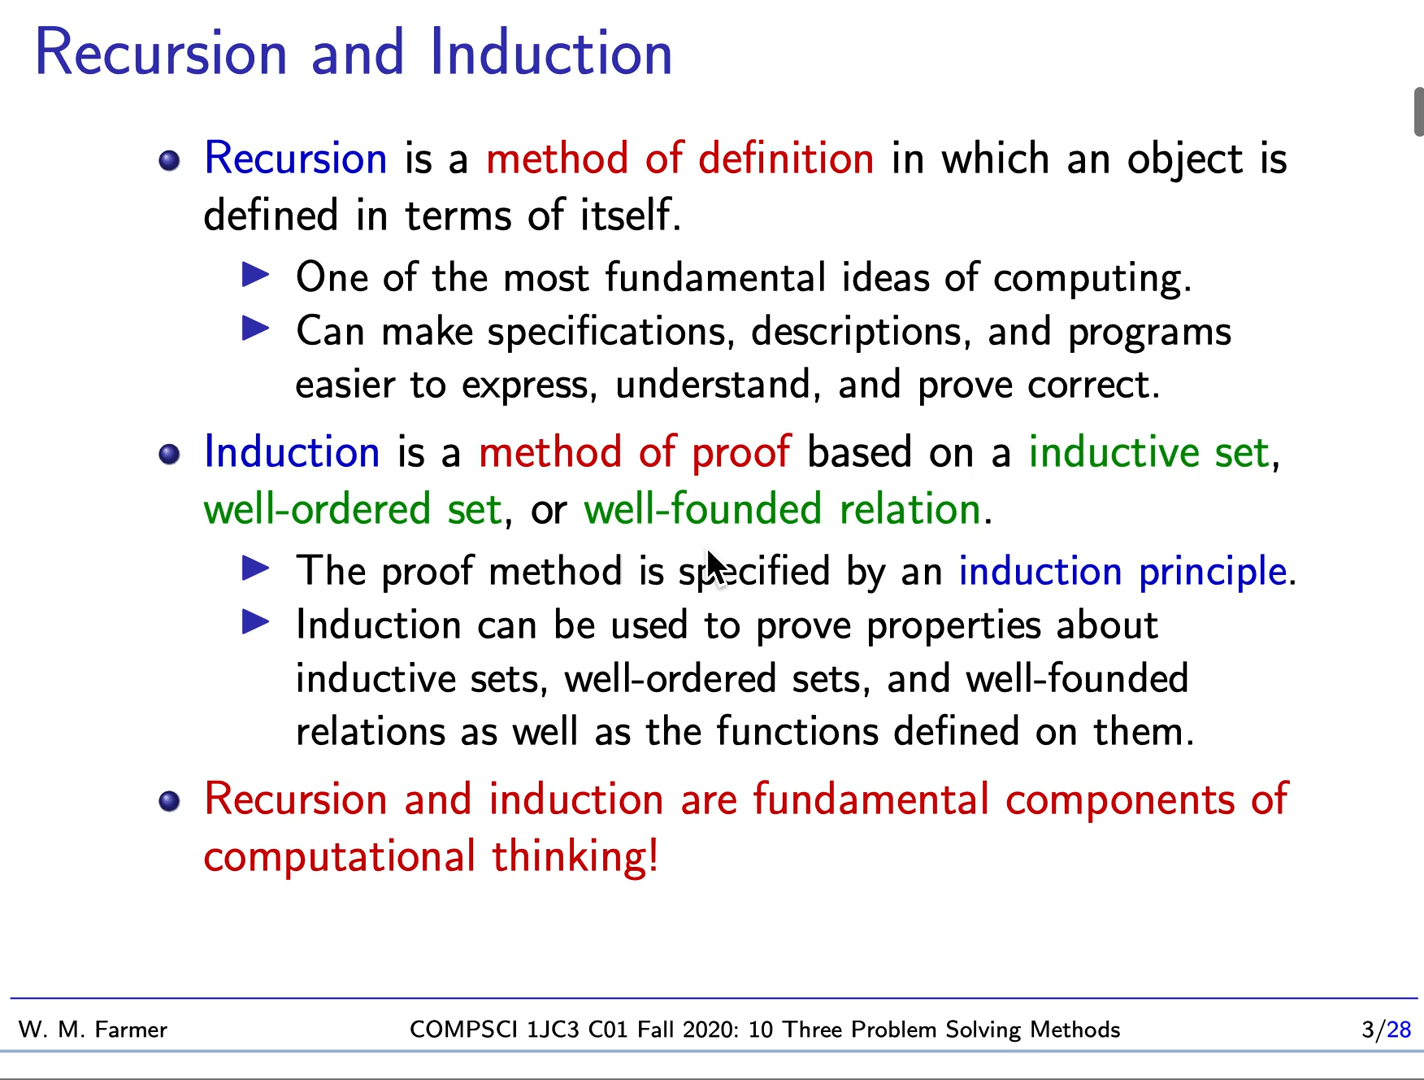 Recursion and Induction
Recursion is a method of definition in which an object is
defined in terms of itself.
One of the most fundamental ideas of computing.
Can make specifications, descriptions, and programs
easier to express, understand, and prove correct.
Induction is a method of proof based on a inductive set,
well-ordered set, or well-founded relation.
The proof method is specified by an induction principle.
Induction can be used to prove properties about
inductive sets, well-ordered sets, and well-founded
relations as well as the functions defined on them.
Recursion and induction are fundamental components of
computational thinking!
W. M. Farmer COMPSCI 1JC3 C01 Fall 2020: 10 Three Problem Solving Methods 3/28